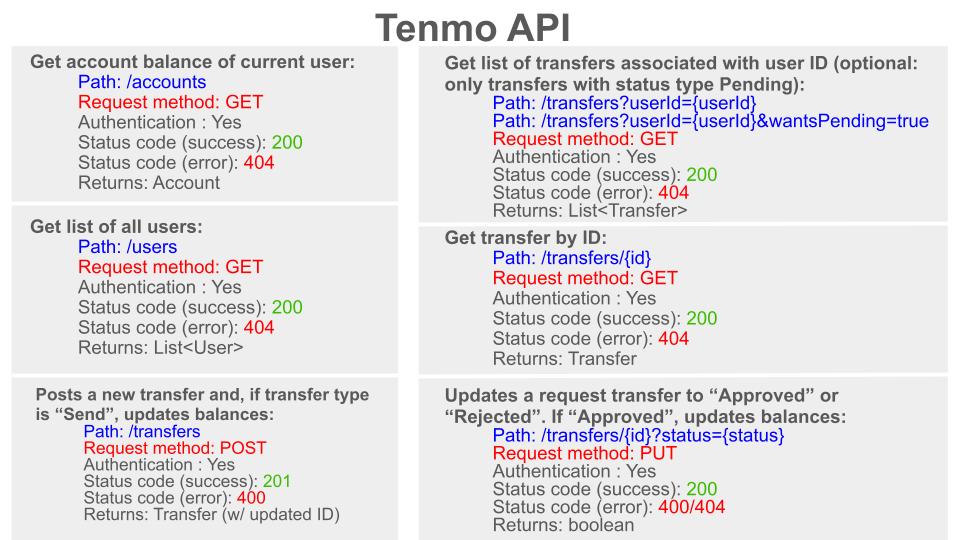 Tenmo API
Get account balance of current user:
Path: /accounts
Request method: GET
Authentication : Yes
Status code (success): 200
Status code (error): 404
Returns: Account
Get list of all users:
Path: /users
Request method: GET
Authentication : Yes
Status code (success): 200
Status code (error): 404
Returns: List<User>
Posts a new transfer and, if transfer type
is “Send”, updates balances:
Path: /transfers
Request method: POST
Authentication : Yes
Status code (success): 201
Status code (error): 400
Returns: Transfer (w/ updated ID)
Get list of transfers associated with user ID (optional:
only transfers with status type Pending):
Path: /transfers?userId={userId}
Path: /transfers?userId={userId}&wantsPending=true
Request method: GET
Authentication : Yes
Status code (success): 200
Status code (error): 404
Returns: List<Transfer>
Get transfer by ID:
Path: /transfers/{id}
Request method: GET
Authentication : Yes
Status code (success): 200
Status code (error): 404
Returns: Transfer
Updates a request transfer to “Approved” or
“Rejected”. If “Approved”, updates balances:
Path: /transfers/{id}?status={status}
Request method: PUT
Authentication : Yes
Status code (success): 200
Status code (error): 400/404
Returns: boolean